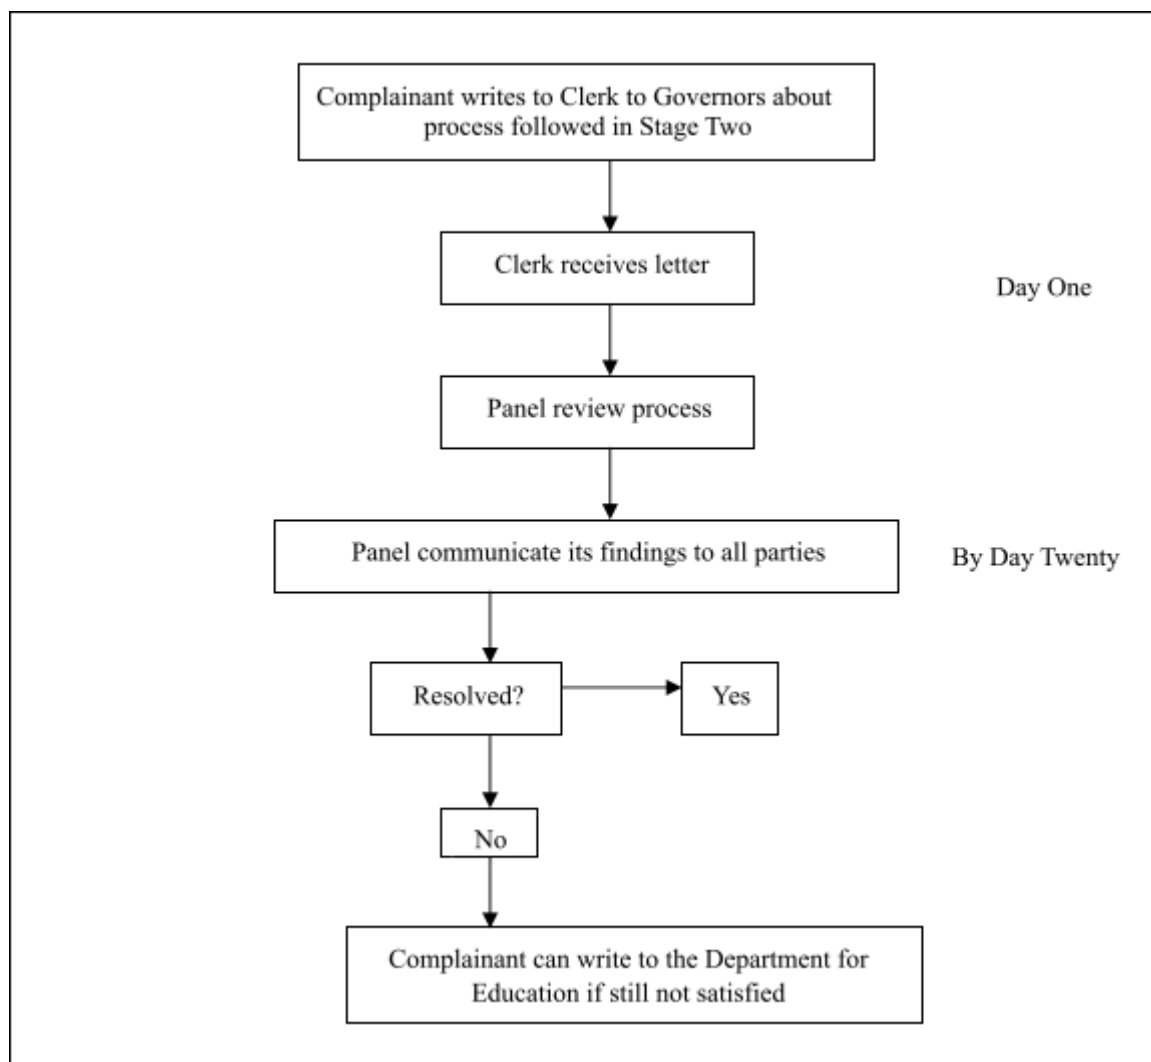 Complainant writes to Clerk to Governors about
process followed in Stage Two
Clerk receives letter
Day One
Panel review process
Panel communicate its findings to all parties
By Day Twenty
Resolved?
Yes
No
Complainant can write to the Department for
Education if still not satisfied